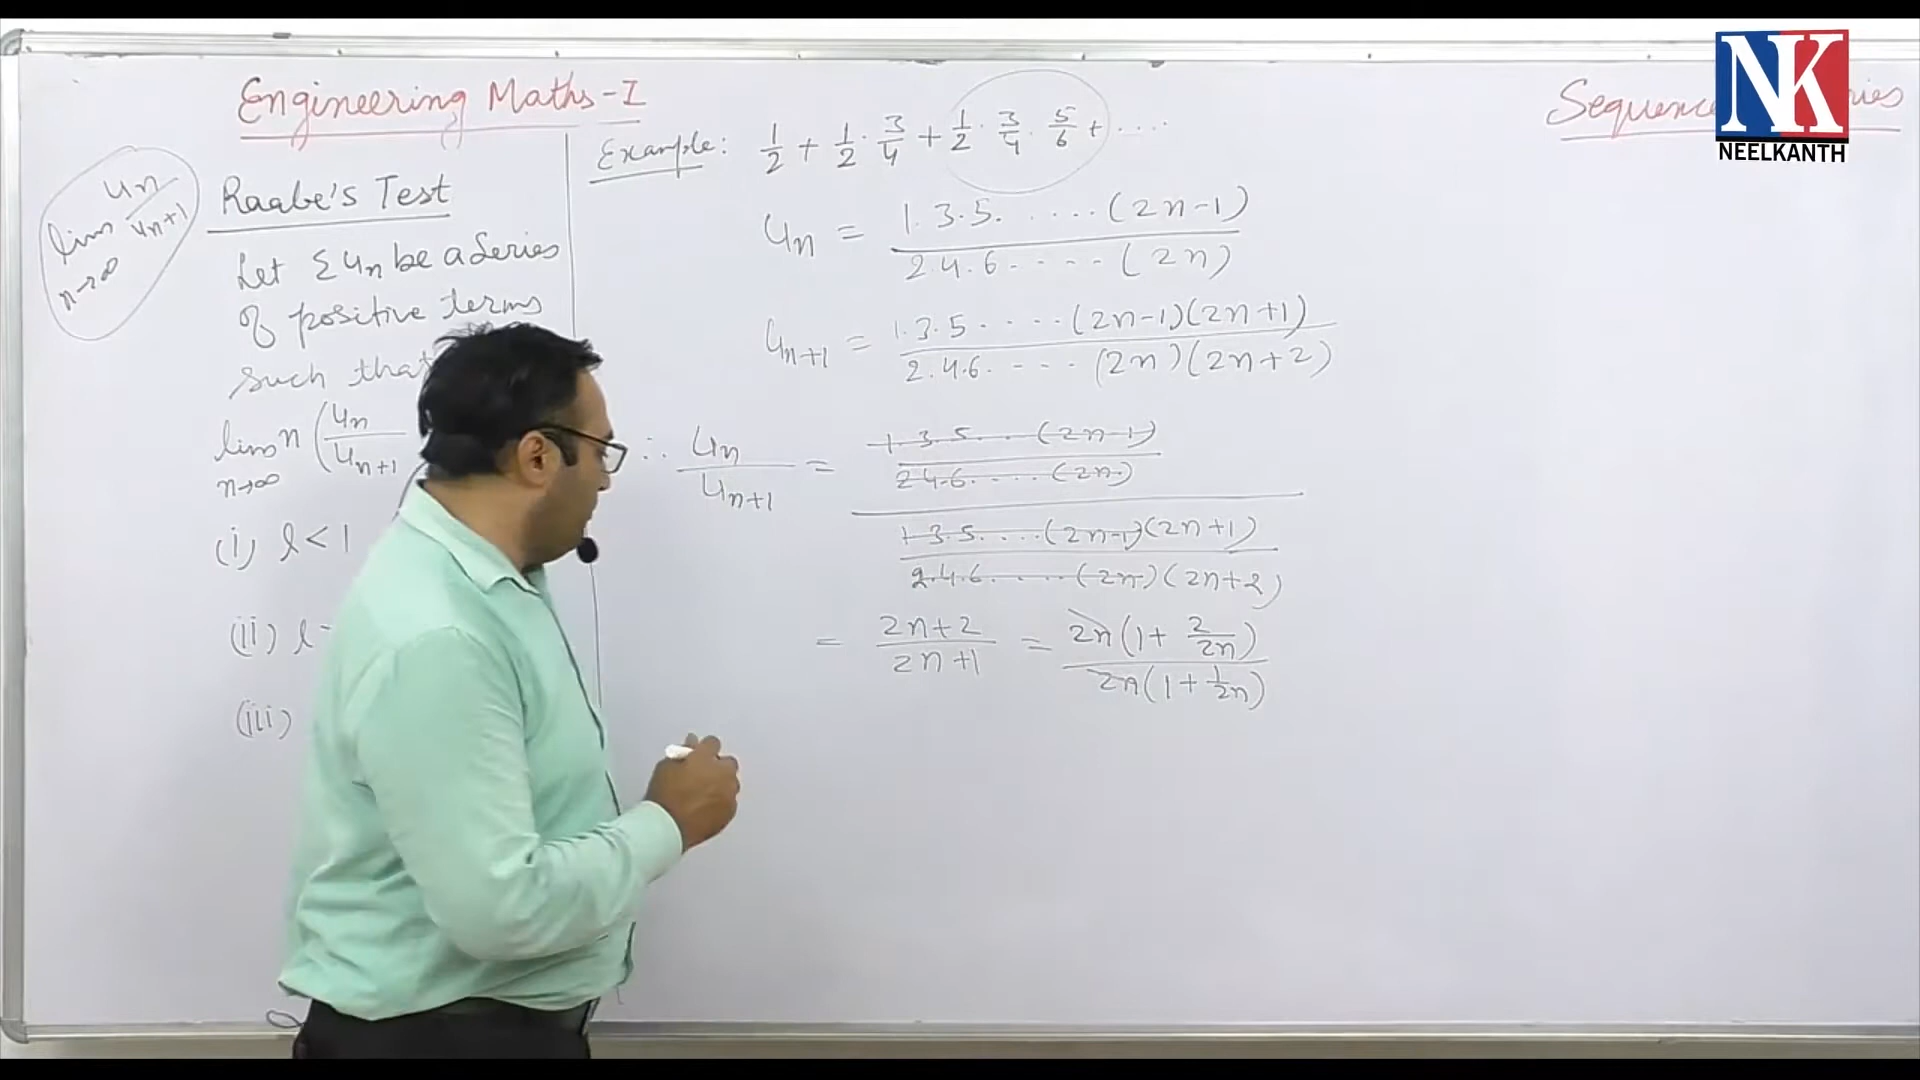 Engineering Maths-I
Sequence
NK
NEELKANTH
lim n→∞ un/un+1
Raabe's Test
Let Σun be a Series
of positive terms
such that
lim n→∞ n(un/un+1
(i) l < 1
(ii) l
(iii)
Example: 1/2 + 1/2 · 3/4 + 1/2 · 3/4 · 5/6 + ....
un = 1.3.5. .....(2n-1) / 2.4.6.....(2n)
un+1 = 1.3.5.....(2n-1)(2n+1) / 2.4.6....(2n)(2n+2)
∴ un/un+1 = 1.3.5...(2n-1) / 2.4.6.....(2n)
1.3.5.....(2n-1)(2n+1) / 2.4.6......(2n)(2n+2)
= 2n+2 / 2n+1 = 2n(1+ 2/2n) / 2n(1+ 1/2n)